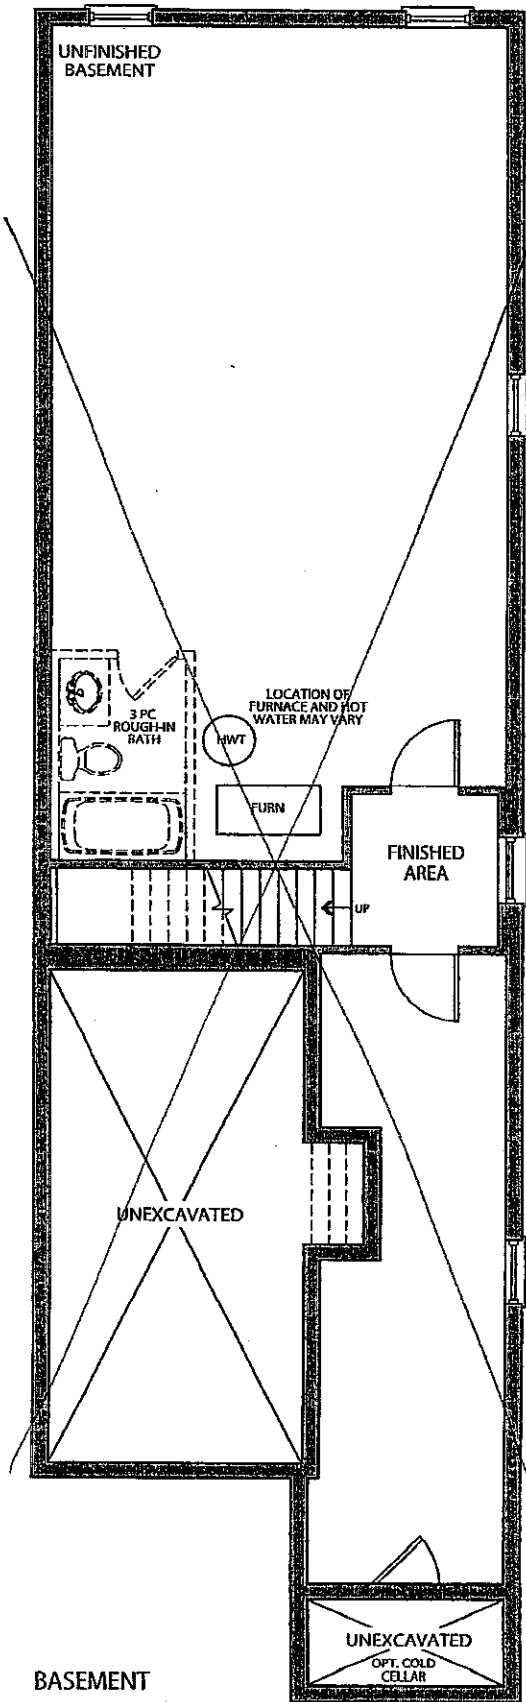 UNFINISHED
BASEMENT
LOCATION OF
FURNACE AND HOT
WATER MAY VARY
3 PC
ROUGH-IN
BATH
HWT
FURN
FINISHED
AREA
UP
UNEXCAVATED
UNEXCAVATED
OPT. COLD
CELLAR
BASEMENT